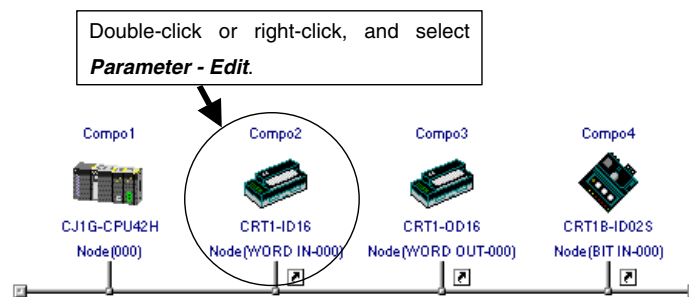 Double-click or right-click, and select
Parameter - Edit.
Compo1
Compo2
Compo3
Compo4
CJ1G-CPU42H
CRT1-ID16
CRT1-OD16
CRT1B-ID02S
Node(000)
Node(WORD IN-000)
Node(WORD OUT-000)
Node(BIT IN-000)